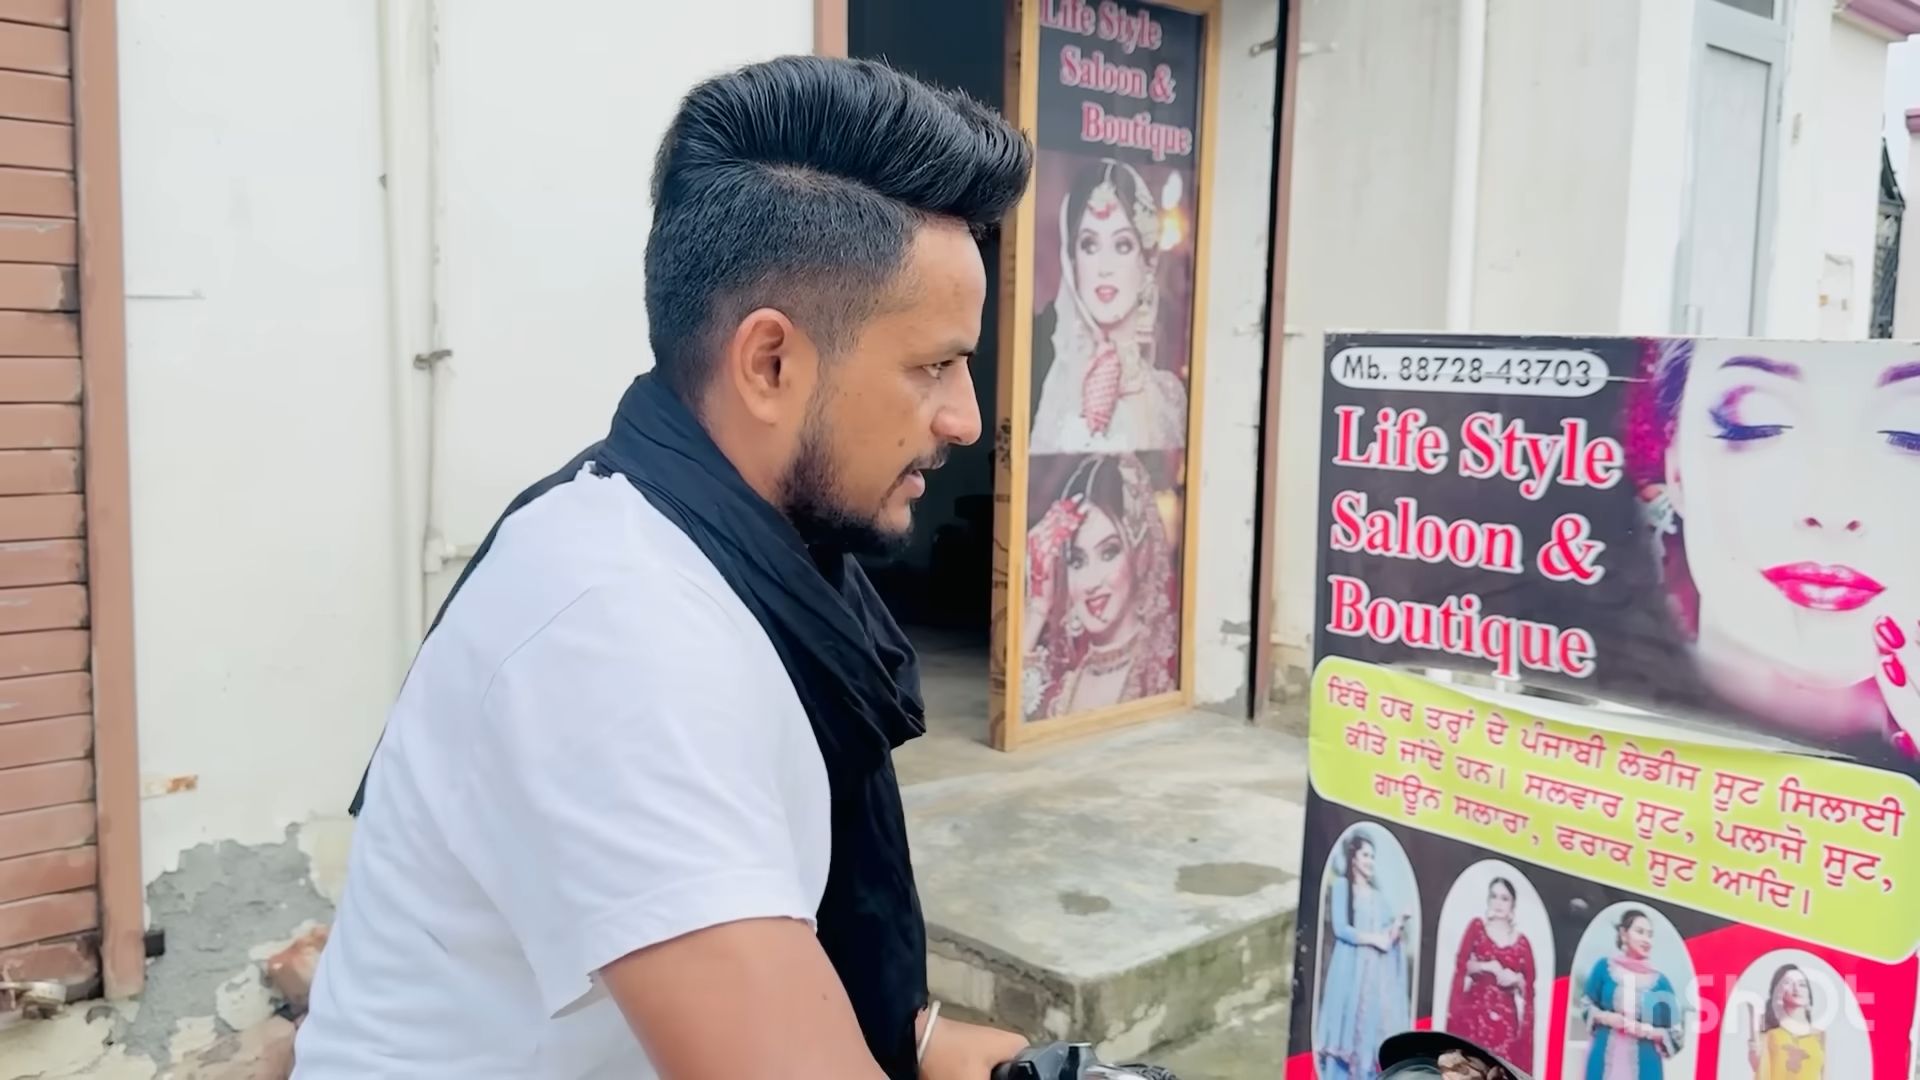 Life Style
Saloon &
Boutique
Mb. 88728-43703
Life Style
Saloon &
Boutique
ਇੱਥੇ ਹਰ ਤਰ੍ਹਾਂ ਦੇ ਪੰਜਾਬੀ ਲੇਡੀਜ ਸੂਟ ਸਿਲਾਈ
ਕੀਤੇ ਜਾਂਦੇ ਹਨ। ਸਲਵਾਰ ਸੂਟ, ਪਲਾਜੋ ਸੂਟ,
ਗਾਊਨ ਸਲਾਰਾ, ਫਰਾਕ ਸੂਟ ਆਦਿ।
InShOt